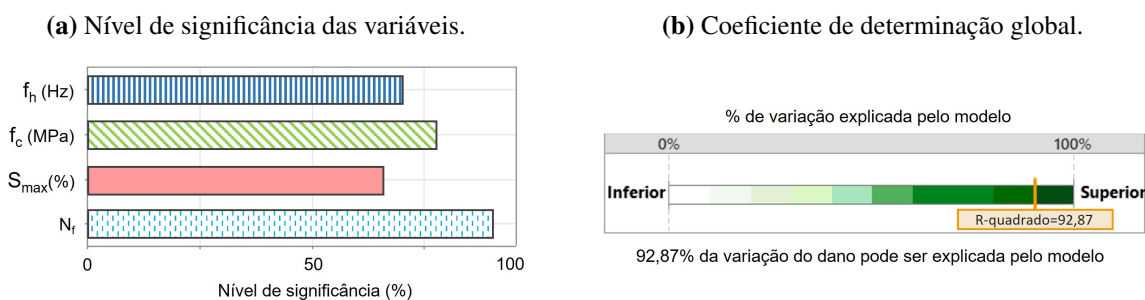 (a) Nível de significância das variáveis.
f_h (Hz)
f_c (MPa)
S_max(%)
N_f
0
50
100
Nível de significância (%)
(b) Coeficiente de determinação global.
% de variação explicada pelo modelo
0%
100%
Inferior
Superior
R-quadrado=92,87
92,87% da variação do dano pode ser explicada pelo modelo